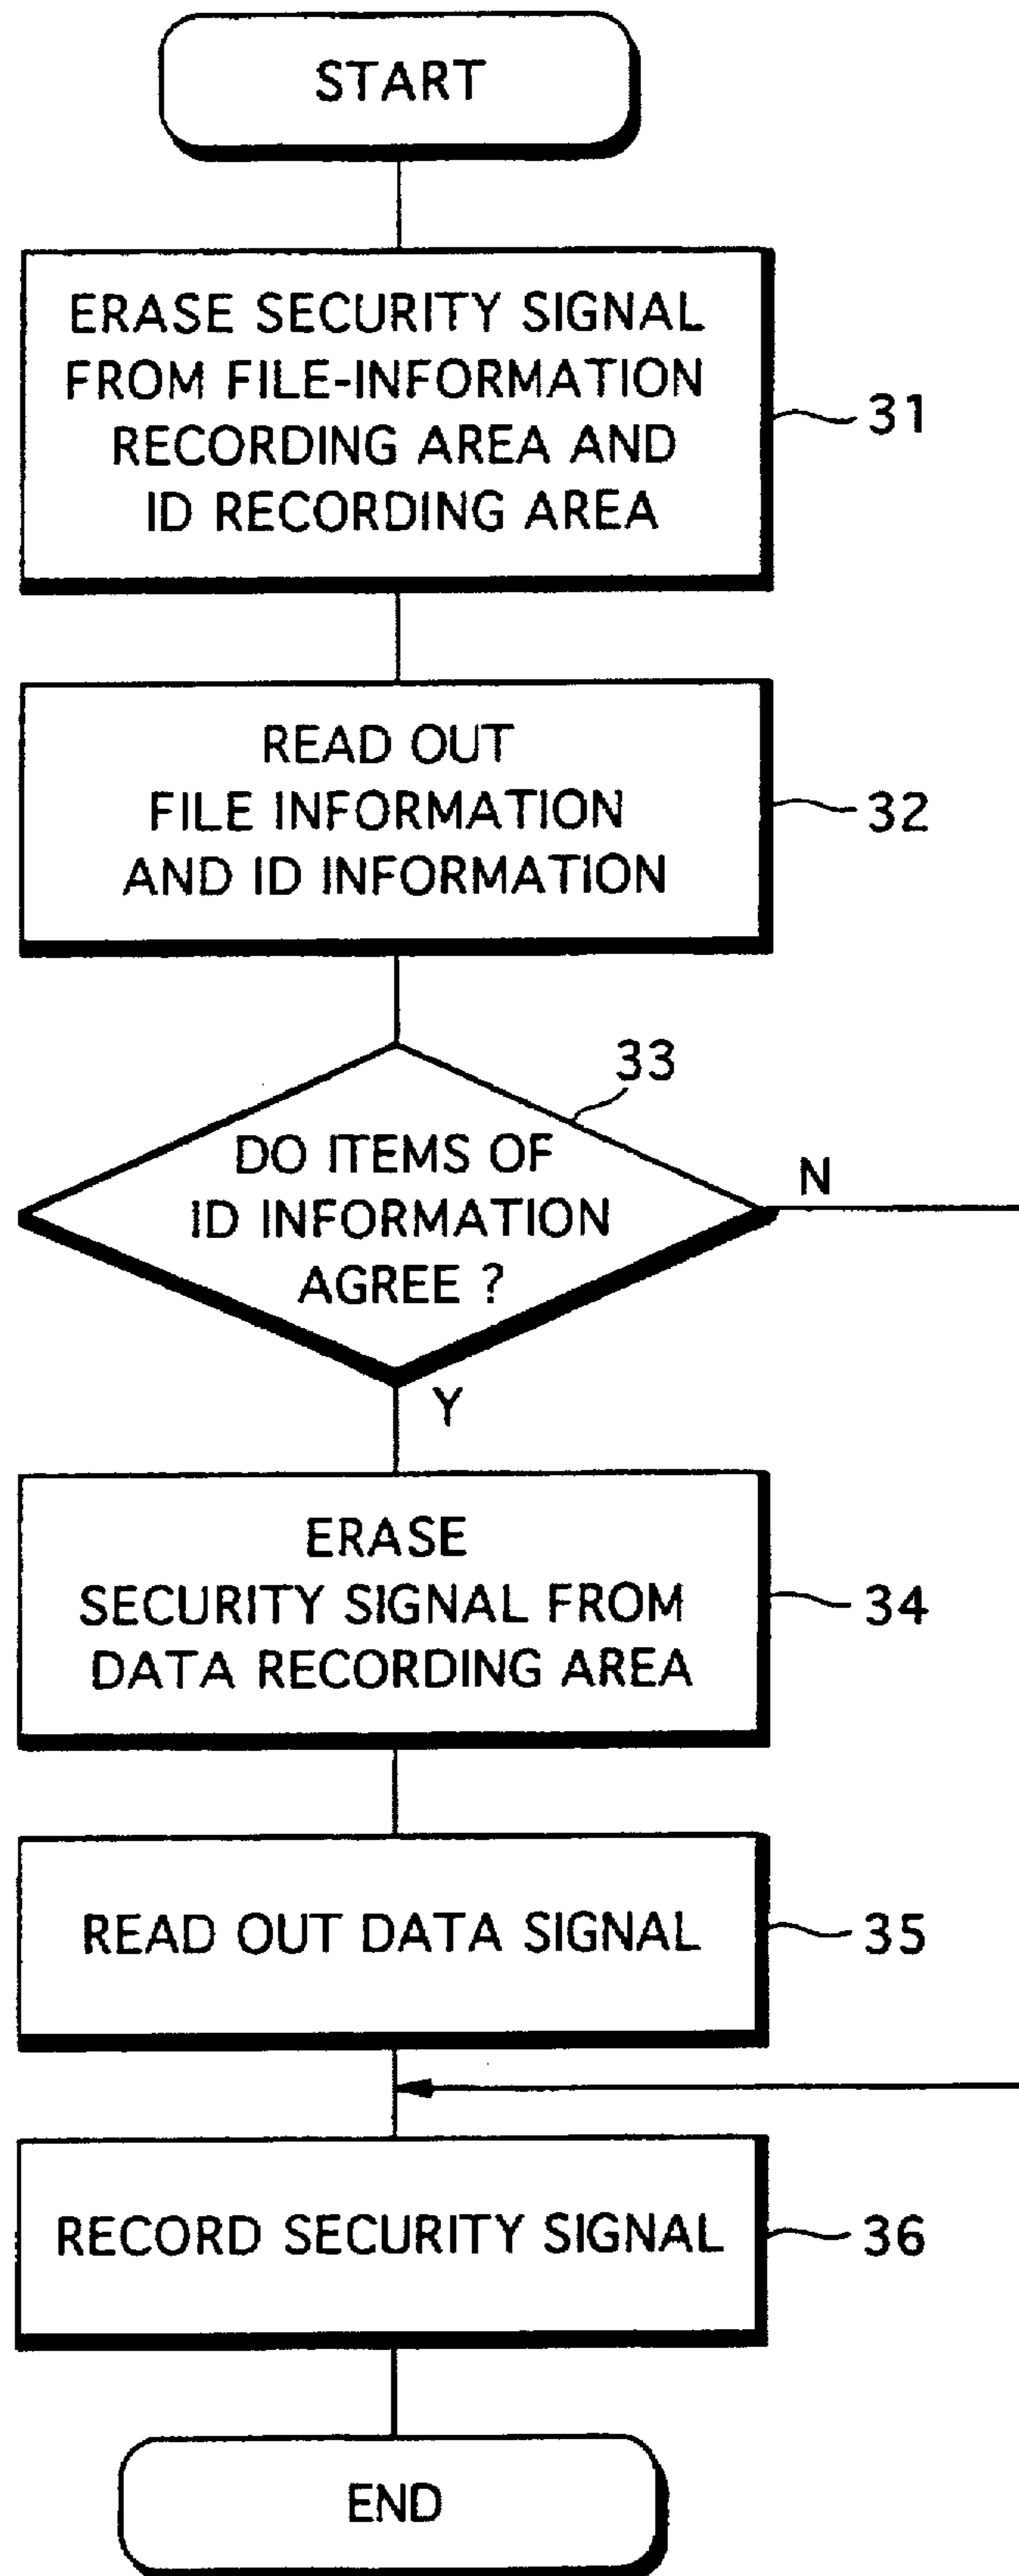 START
ERASE SECURITY SIGNAL
FROM FILE-INFORMATION
RECORDING AREA AND
ID RECORDING AREA
31
READ OUT
FILE INFORMATION
AND ID INFORMATION
32
33
DO ITEMS OF
ID INFORMATION
AGREE ?
N
Y
ERASE
SECURITY SIGNAL FROM
DATA RECORDING AREA
34
READ OUT DATA SIGNAL
35
RECORD SECURITY SIGNAL
36
END